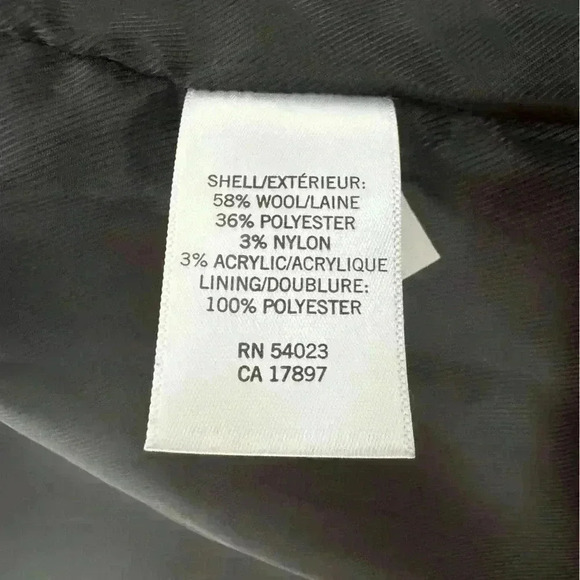 SHELL/EXTÉRIEUR:
58% WOOL/LAINE
36% POLYESTER
3% NYLON
3% ACRYLIC/ACRYLIQUE
LINING/DOUBLURE:
100% POLYESTER
RN 54023
CA 17897